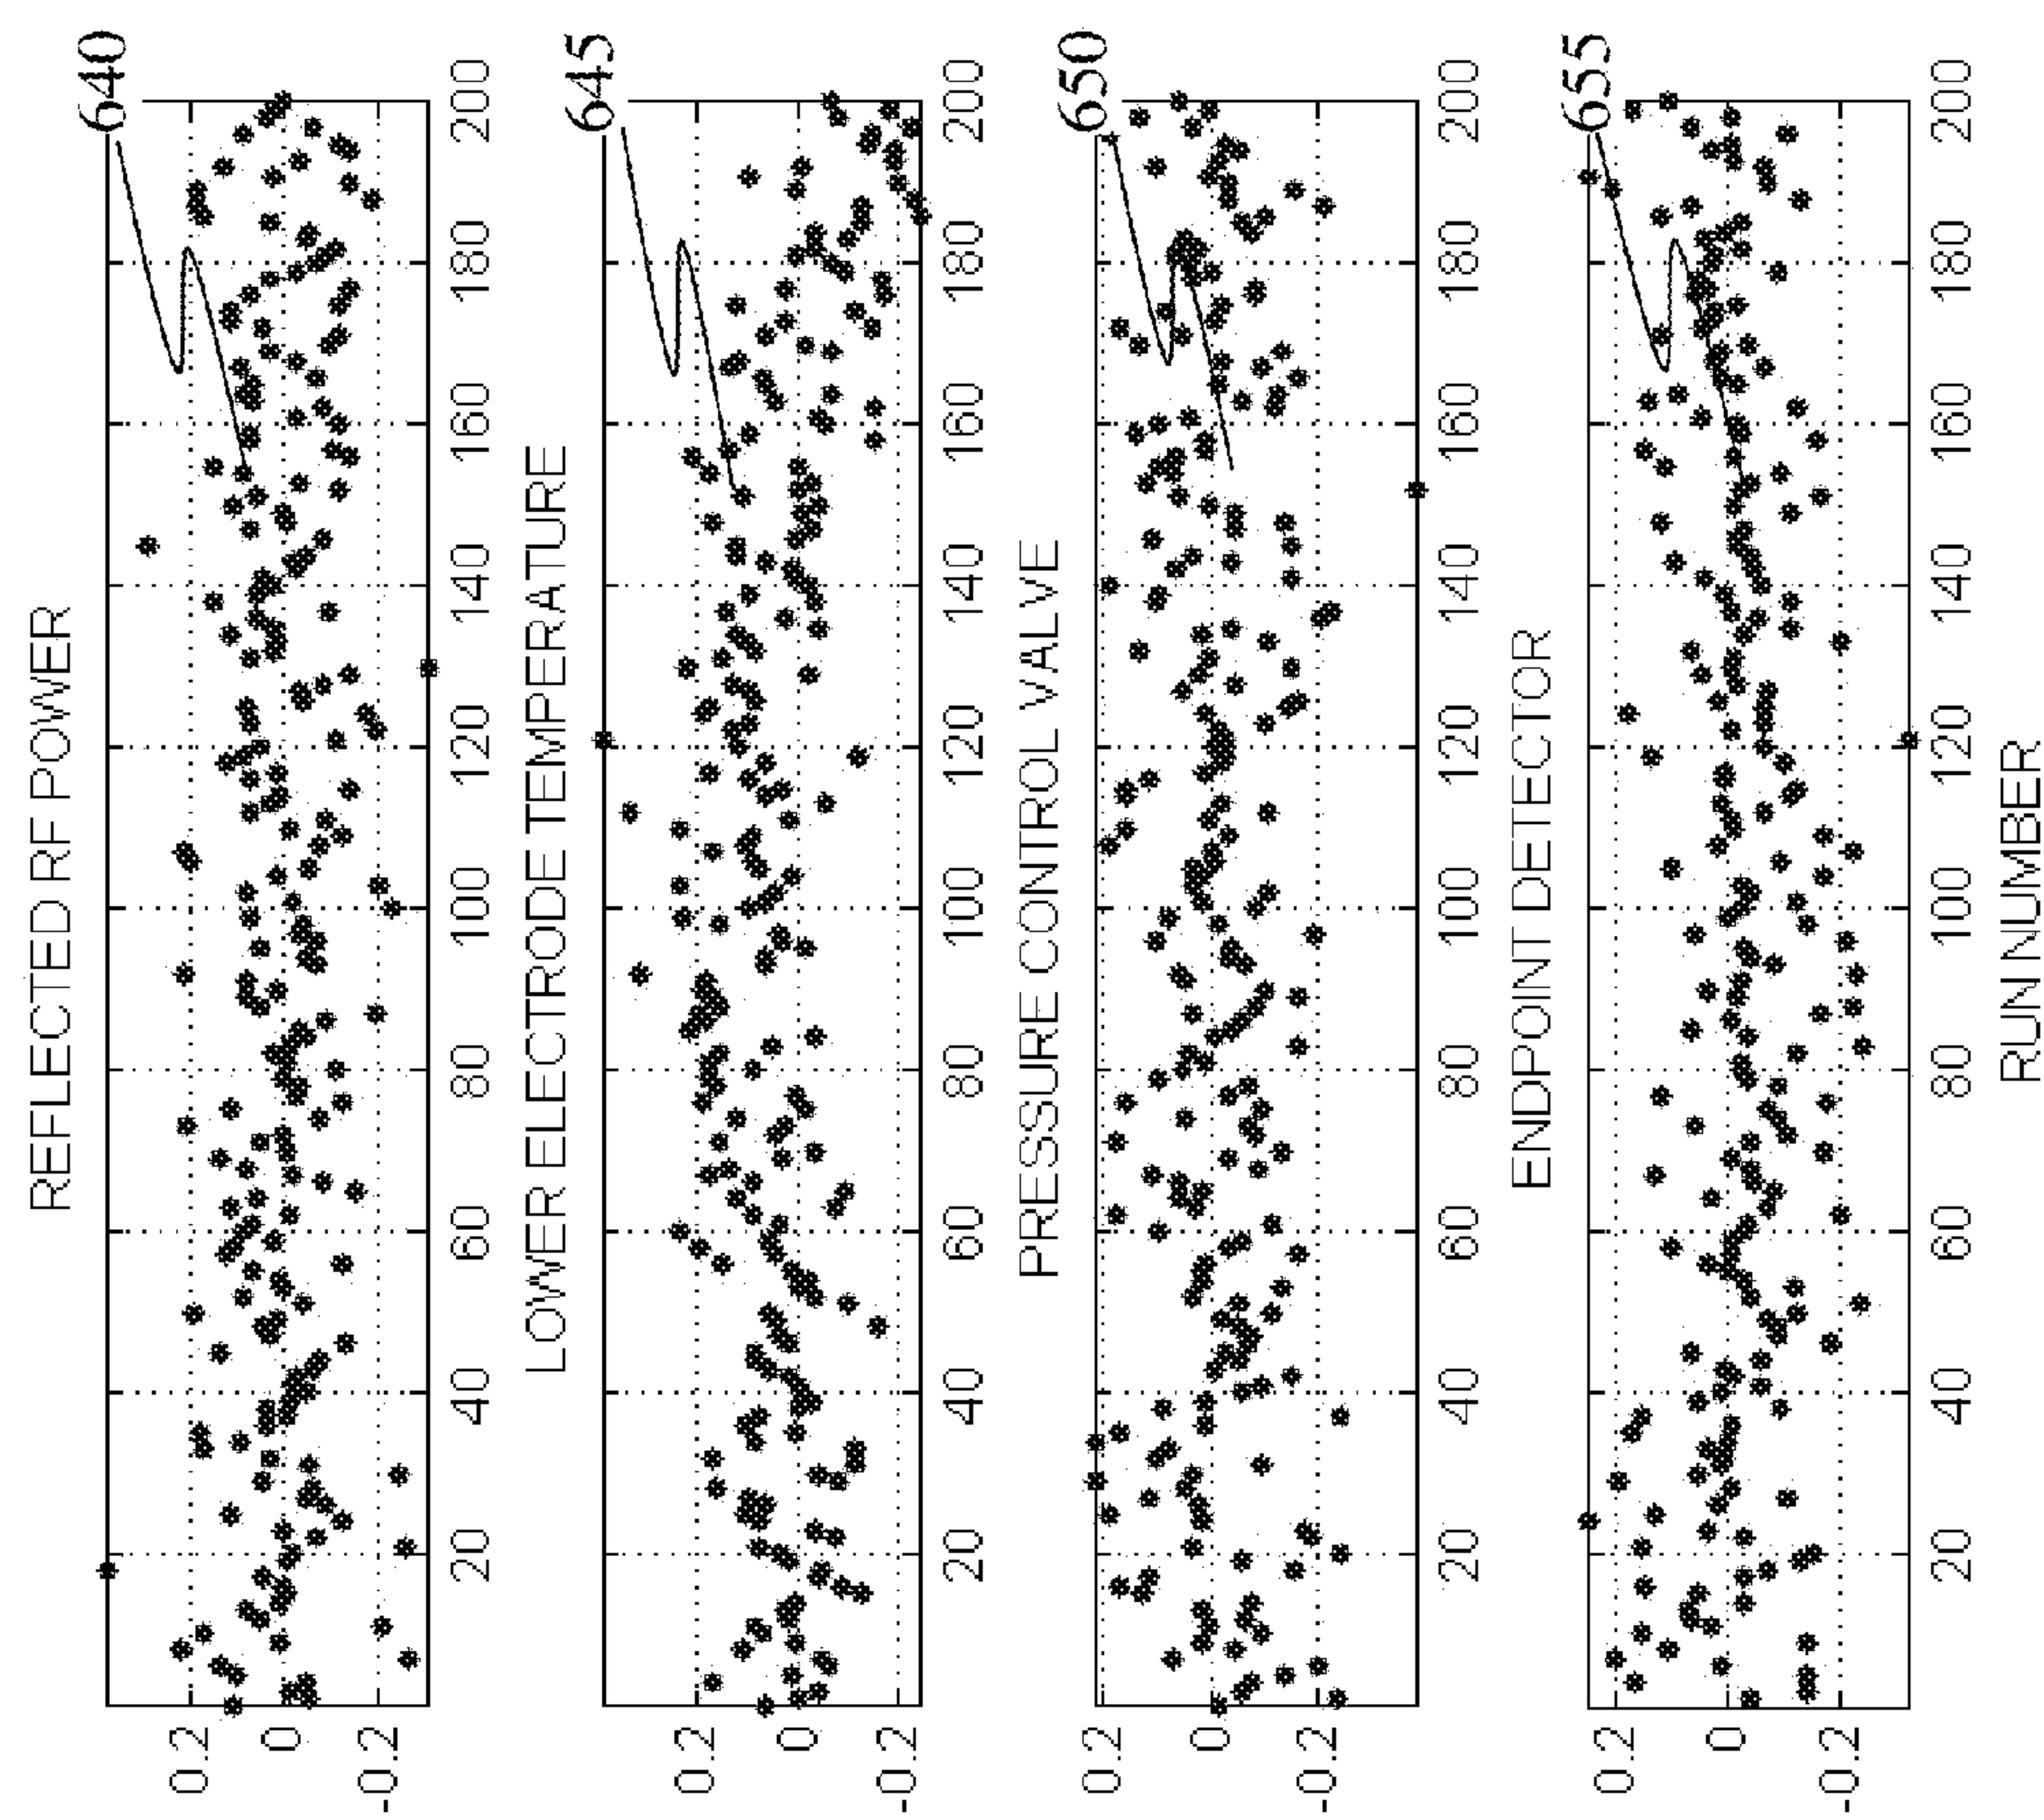 REFLECTED RF POWER
640
0.2
0
-0.2
20 40 60 80 100 120 140 160 180 200
LOWER ELECTRODE TEMPERATURE
645
0.2
0
-0.2
20 40 60 80 100 120 140 160 180 200
PRESSURE CONTROL VALVE
650
0.2
0
-0.2
20 40 60 80 100 120 140 160 180 200
ENDPOINT DETECTOR
655
0.2
0
-0.2
20 40 60 80 100 120 140 160 180 200
RUN NUMBER